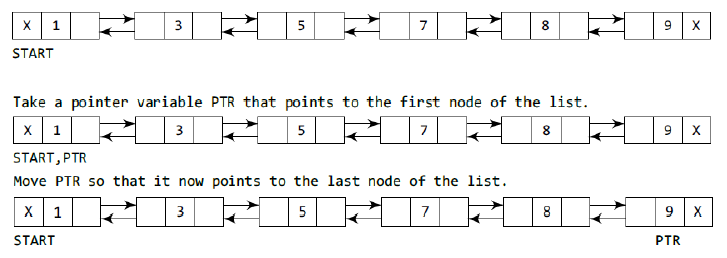 X 1 3 5 7 8 9 X
START
Take a pointer variable PTR that points to the first node of the list.
X 1 3 5 7 8 9 X
START,PTR
Move PTR so that it now points to the last node of the list.
X 1 3 5 7 8 9 X
START PTR